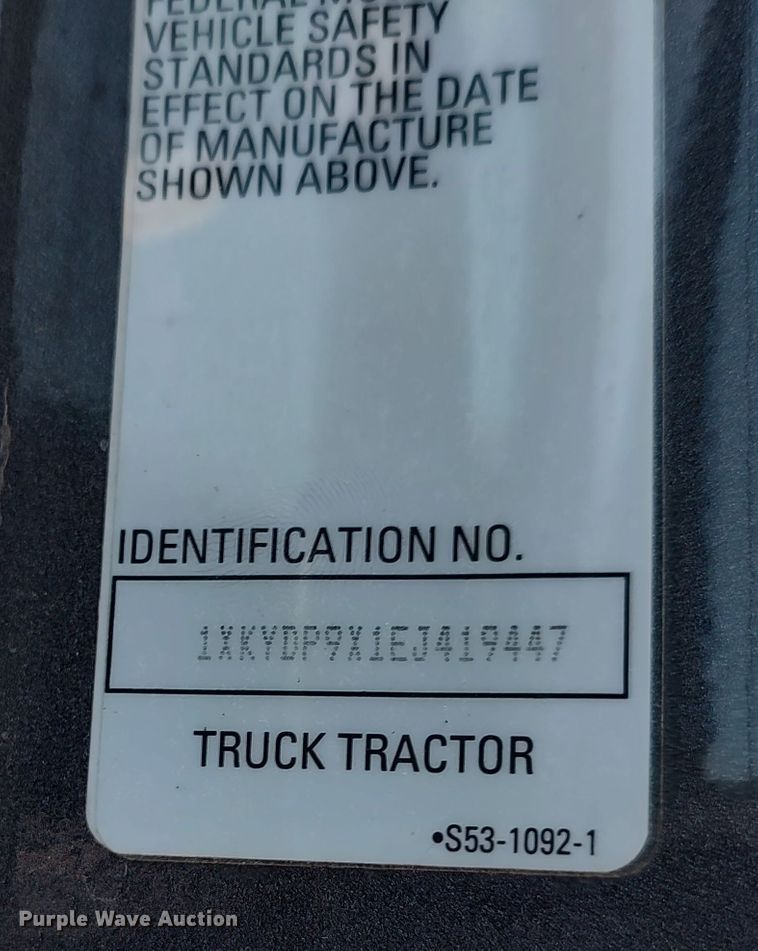 FEDERAL
VEHICLE SAFETY
STANDARDS IN
EFFECT ON THE DATE
OF MANUFACTURE
SHOWN ABOVE.
IDENTIFICATION NO.
1XKYDP9X1EJ419447
TRUCK TRACTOR
•S53-1092-1
Purple Wave Auction